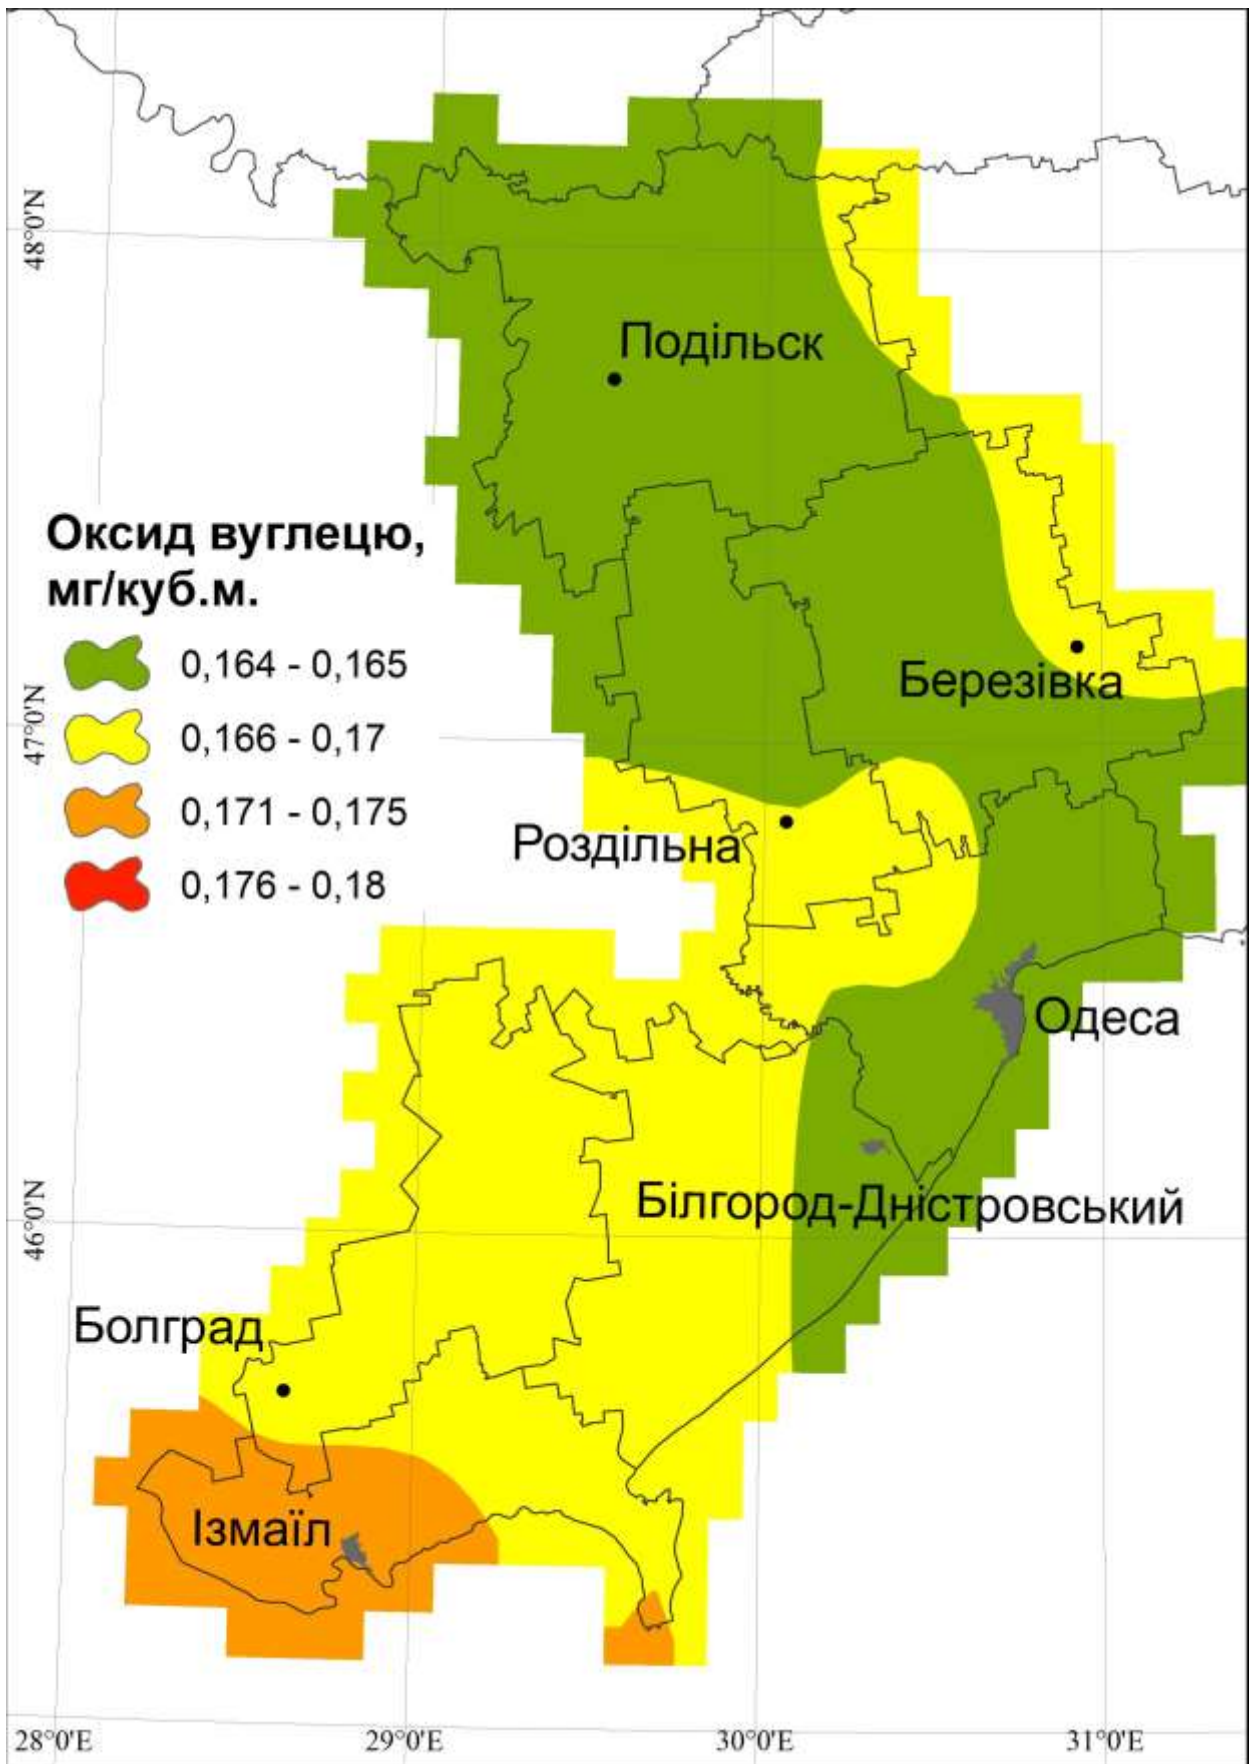 48°0'N
Подільск
Оксид вуглецю,
мг/куб.м.
0,164 - 0,165
0,166 - 0,17
0,171 - 0,175
0,176 - 0,18
Березівка
47°0'N
Роздільна
Одеса
Білгород-Дністровський
46°0'N
Болград
Ізмаїл
28°0'E
29°0'E
30°0'E
31°0'E